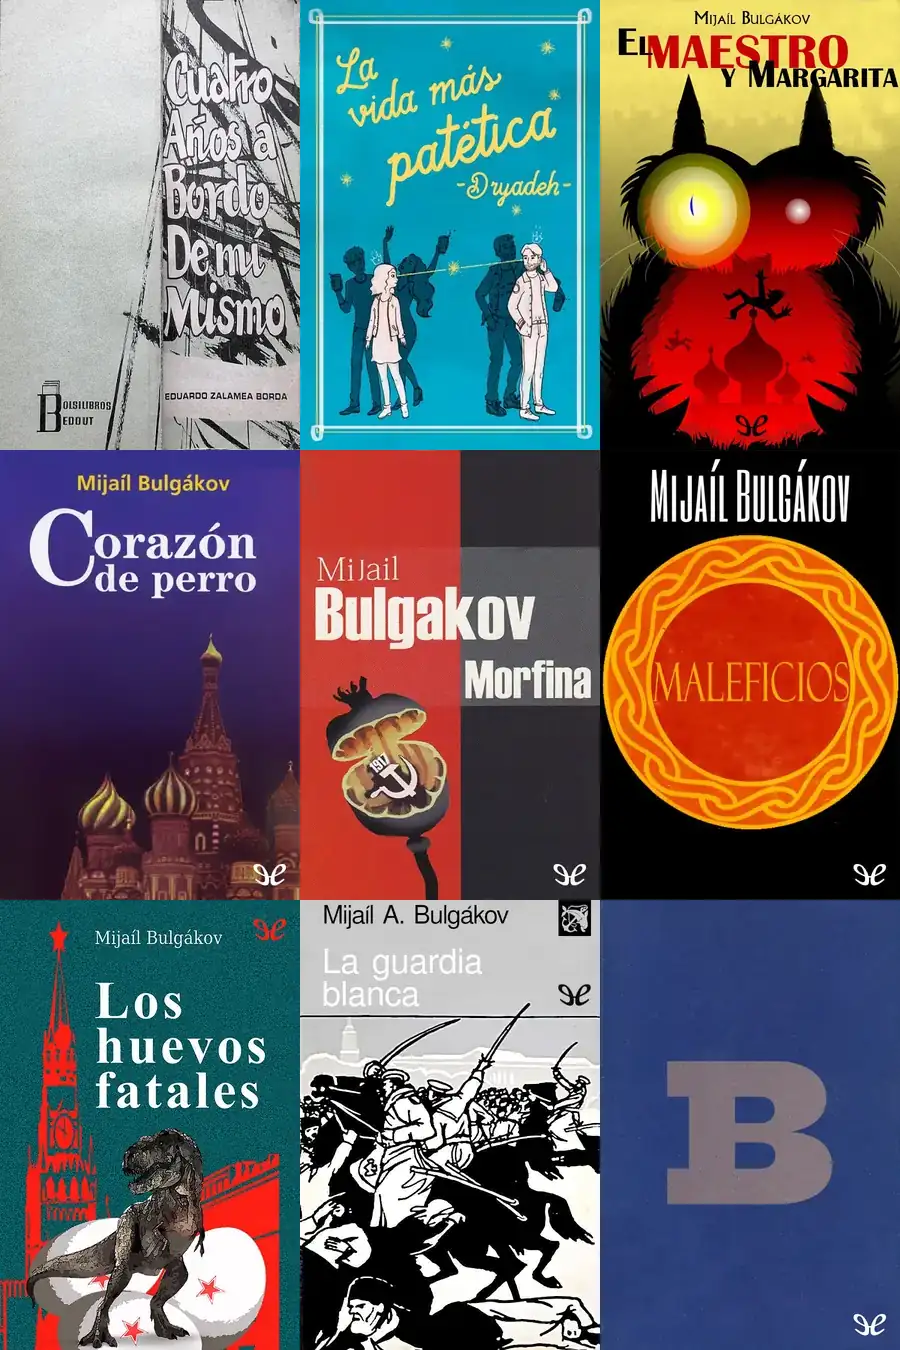 Cuatro
Años a
Bordo
De mí
Mismo
EDUARDO ZALAMEA BORDA
BOLSILIBROS
BEDOUT
La
vida más
patética
-Dryadeh-
MIJAÍL BULGÁKOV
EL MAESTRO
Y MARGARITA
Mijaíl Bulgákov
Corazón
de perro
Mijail
Bulgakov
Morfina
1917
MIJAÍL BULGÁKOV
MALEFICIOS
Mijaíl Bulgákov
Los
huevos
fatales
Mijaíl A. Bulgákov
La guardia
blanca
B